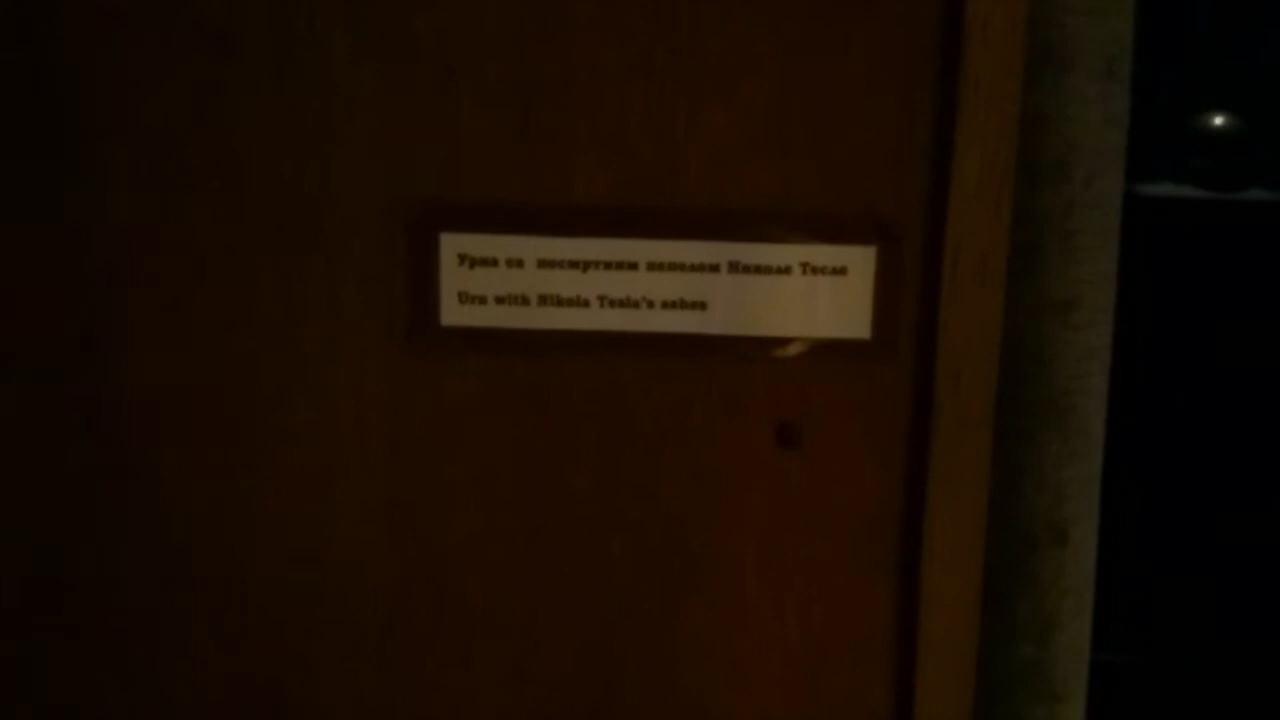 Урна са посмртним пепелом Николе Тесле
Urn with Nikola Tesla's ashes